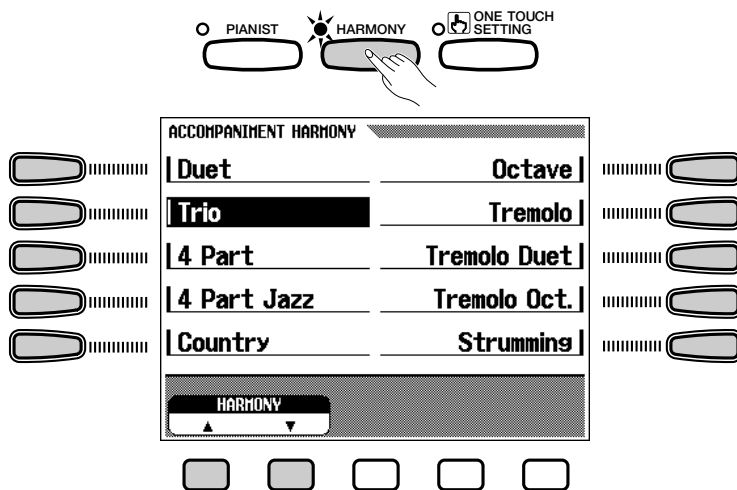 PIANIST
HARMONY
ONE TOUCH
SETTING
ACCOMPANIMENT HARMONY
Duet
Octave
Trio
Tremolo
4 Part
Tremolo Duet
4 Part Jazz
Tremolo Oct.
Country
Strumming
HARMONY
▲ ▼